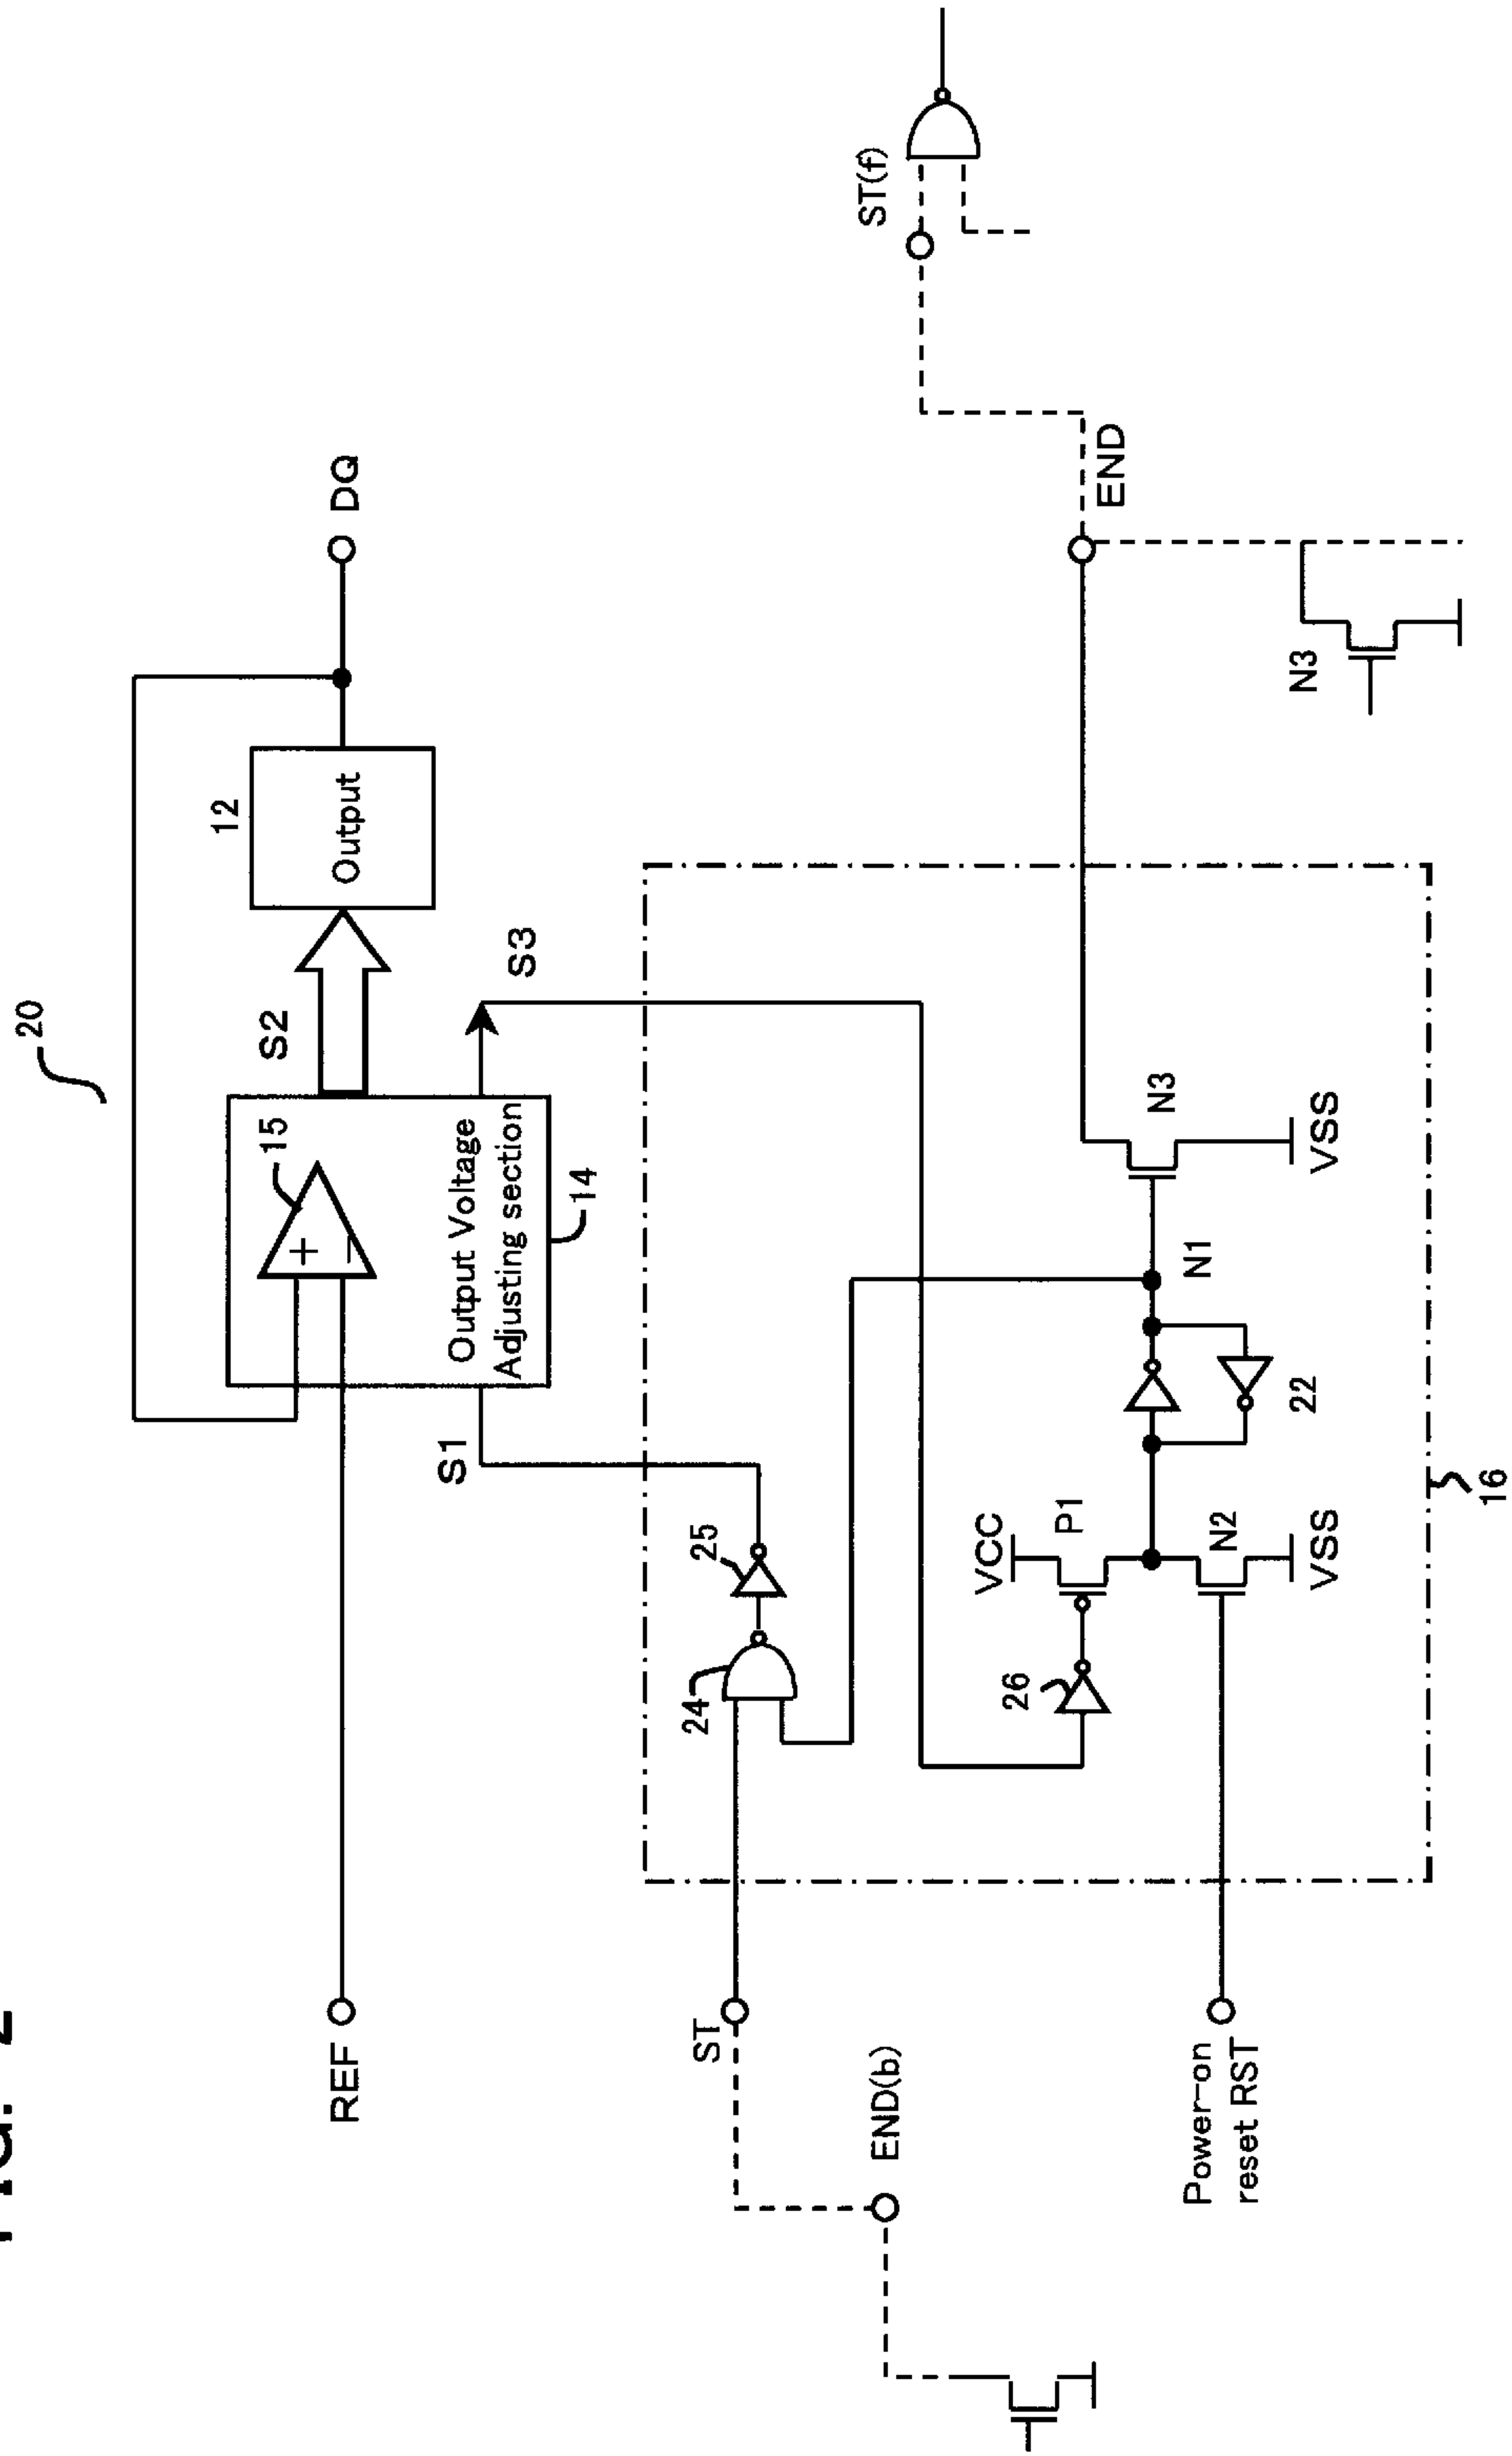 20
REF
15
+
−
Output Voltage
Adjusting section
14
S2
12
Output
DQ
S1
S3
ST
END(b)
24
25
Power-on
reset RST
26
VCC
P1
N2
VSS
22
N1
N3
VSS
16
END
N3
ST(f)